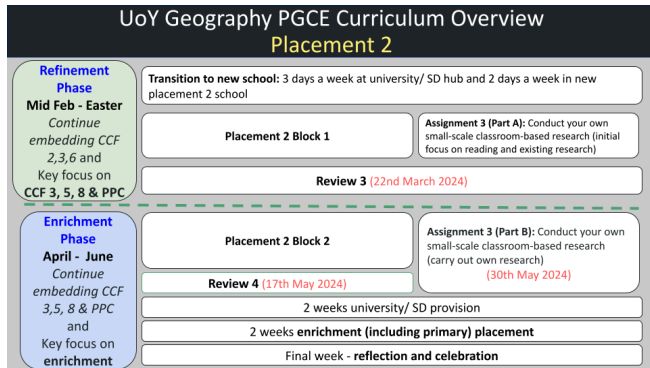 UoY Geography PGCE Curriculum Overview
Placement 2
Refinement
Phase
Mid Feb - Easter
Continue
embedding CCF
2,3,6 and
Key focus on
CCF 3, 5, 8 & PPC
Transition to new school: 3 days a week at university/ SD hub and 2 days a week in new
placement 2 school
Placement 2 Block 1
Assignment 3 (Part A): Conduct your own
small-scale classroom-based research (initial
focus on reading and existing research)
Review 3 (22nd March 2024)
Enrichment
Phase
April - June
Continue
embedding CCF
3,5, 8 & PPC
and
Key focus on
enrichment
Placement 2 Block 2
Assignment 3 (Part B): Conduct your own
small-scale classroom-based research
(carry out own research)
(30th May 2024)
Review 4 (17th May 2024)
2 weeks university/ SD provision
2 weeks enrichment (including primary) placement
Final week - reflection and celebration